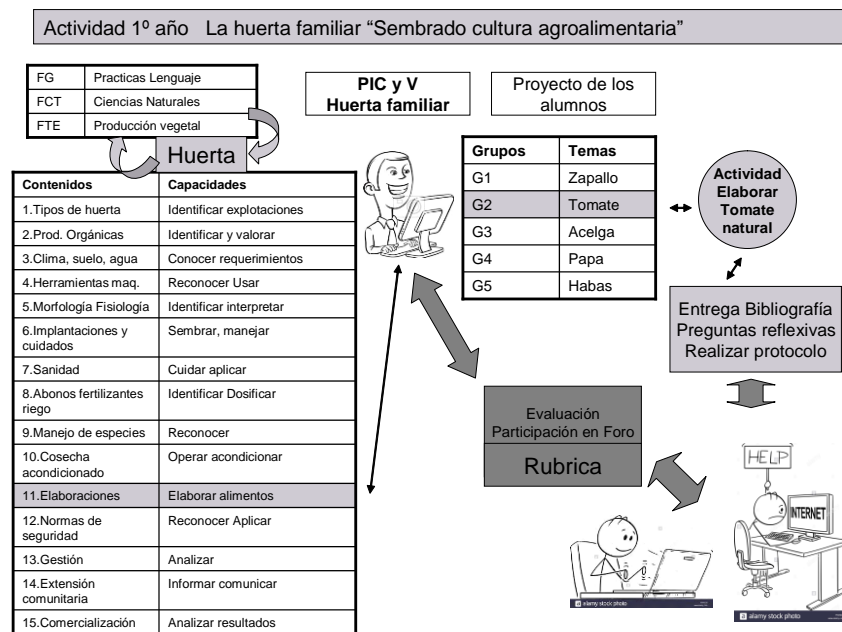 Actividad 1º año La huerta familiar “Sembrado cultura agroalimentaria”
FG Practicas Lenguaje
FCT Ciencias Naturales
FTE Producción vegetal
Huerta
PIC y V
Huerta familiar
Proyecto de los
alumnos
Contenidos Capacidades
1.Tipos de huerta Identificar explotaciones
2.Prod. Orgánicas Identificar y valorar
3.Clima, suelo, agua Conocer requerimientos
4.Herramientas maq. Reconocer Usar
5.Morfología Fisiología Identificar interpretar
6.Implantaciones y
cuidados
Sembrar, manejar
7.Sanidad Cuidar aplicar
8.Abonos fertilizantes
riego
Identificar Dosificar
9.Manejo de especies Reconocer
10.Cosecha
acondicionado
Operar acondicionar
11.Elaboraciones Elaborar alimentos
12.Normas de
seguridad
Reconocer Aplicar
13.Gestión Analizar
14.Extensión
comunitaria
Informar comunicar
15.Comercialización Analizar resultados
Grupos Temas
G1 Zapallo
G2 Tomate
G3 Acelga
G4 Papa
G5 Habas
Actividad
Elaborar
Tomate
natural
Entrega Bibliografía
Preguntas reflexivas
Realizar protocolo
Evaluación
Participación en Foro
Rubrica
HELP
INTERNET
alamy stock photo
alamy stock photo